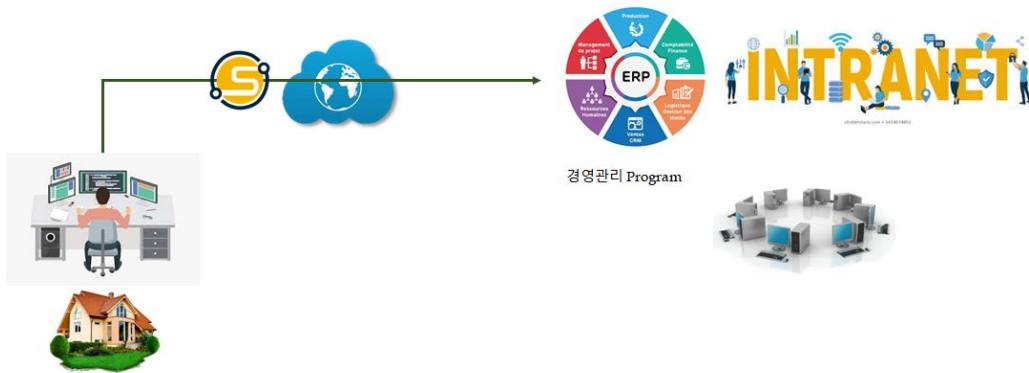 S
Production
Management
de projet
Comptabilité
Finance
ERP
Ressources
Humaines
Logistique
Gestion des
stocks
Ventes
CRM
INTRANET
경영관리 Program